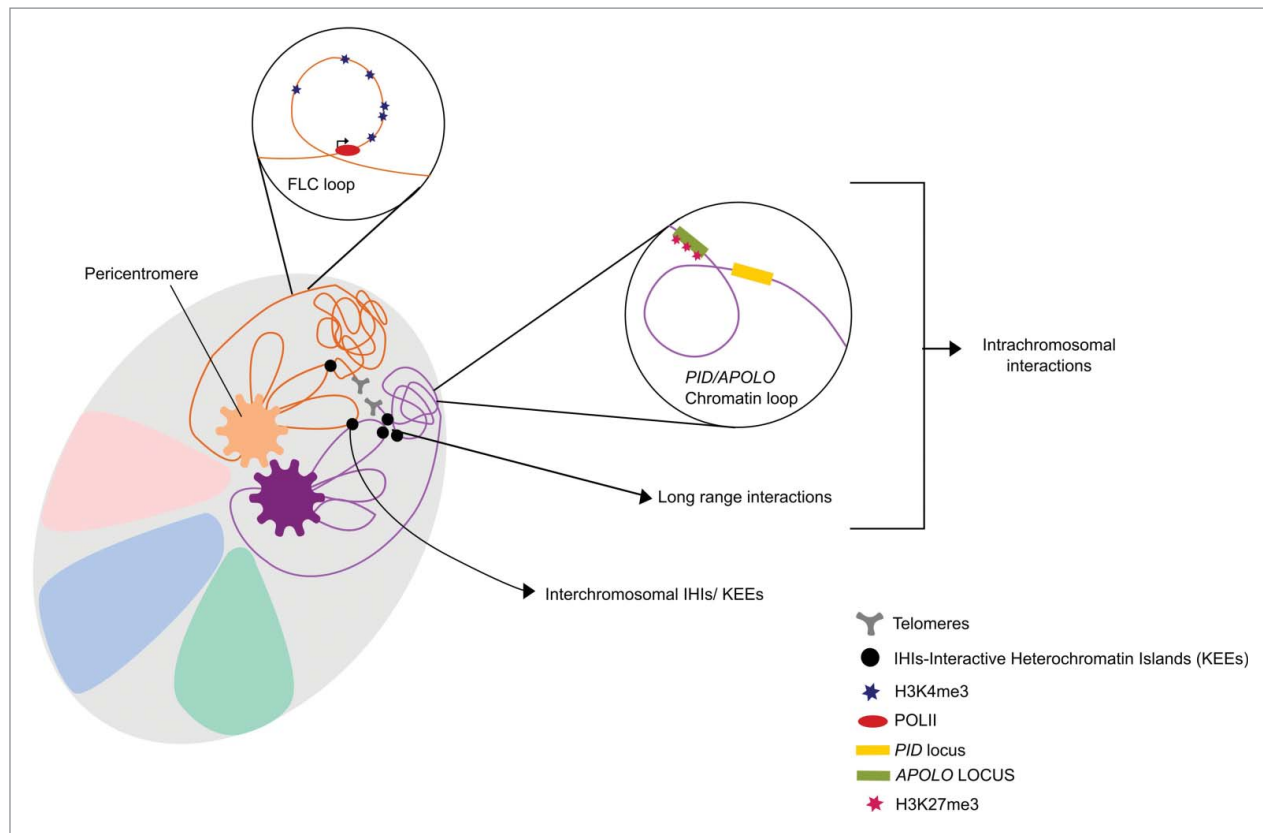 FLC loop
Pericentromere
PID/APOLO
Chromatin loop
Intrachromosomal
interactions
Long range interactions
Interchromosomal IHIs/ KEEs
Telomeres
IHIs-Interactive Heterochromatin Islands (KEEs)
H3K4me3
POLII
PID locus
APOLO LOCUS
H3K27me3